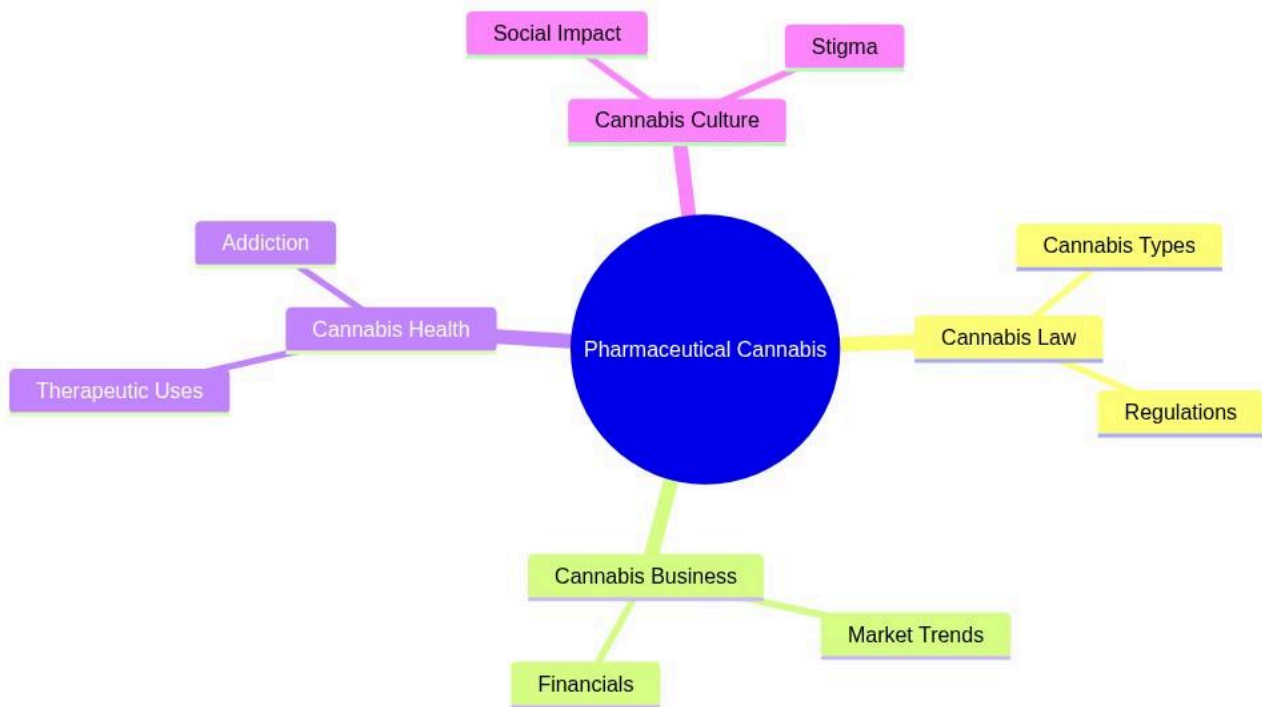 Social Impact
Stigma
Cannabis Culture
Addiction
Cannabis Types
Cannabis Health
Pharmaceutical Cannabis
Cannabis Law
Therapeutic Uses
Regulations
Cannabis Business
Market Trends
Financials